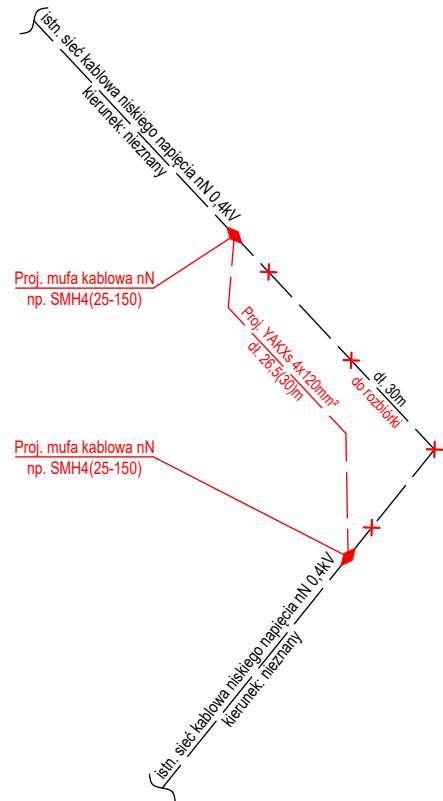 istn. sieć kablowa niskiego napięcia nN 0,4kV
kierunek: nieznany
Proj. mufa kablowa nN
np. SMH4(25-150)
Proj. YAKXs 4x120mm²
dł. 26,5(30)m
dł. 30m
do rozbiórki
Proj. mufa kablowa nN
np. SMH4(25-150)
istn. sieć kablowa niskiego napięcia nN 0,4kV
kierunek: nieznany